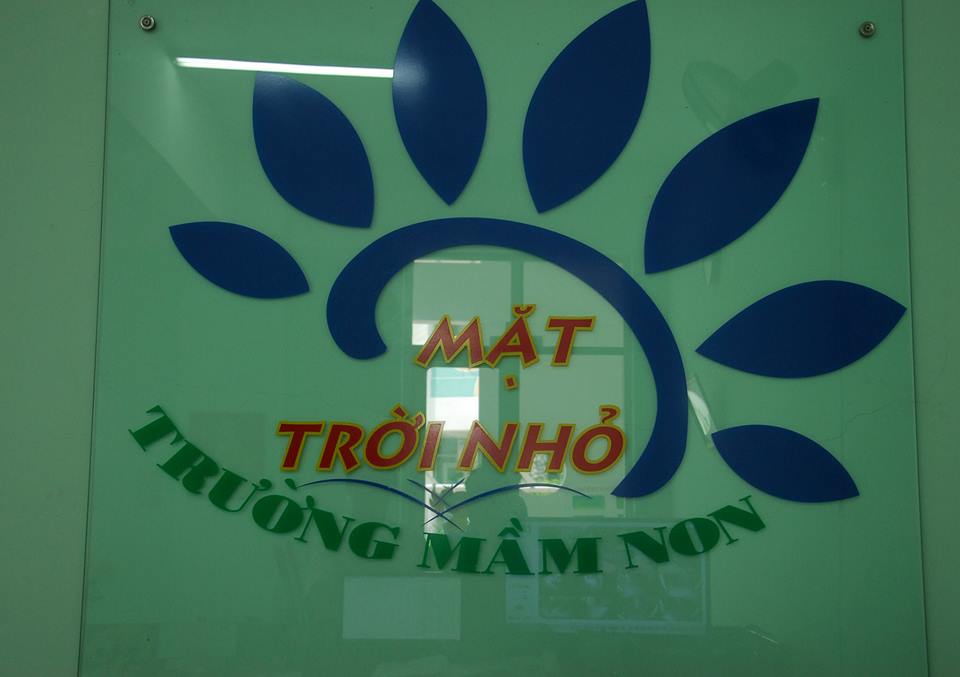 MẶT
TRỜI NHỎ
TRƯỜNG MẦM NON